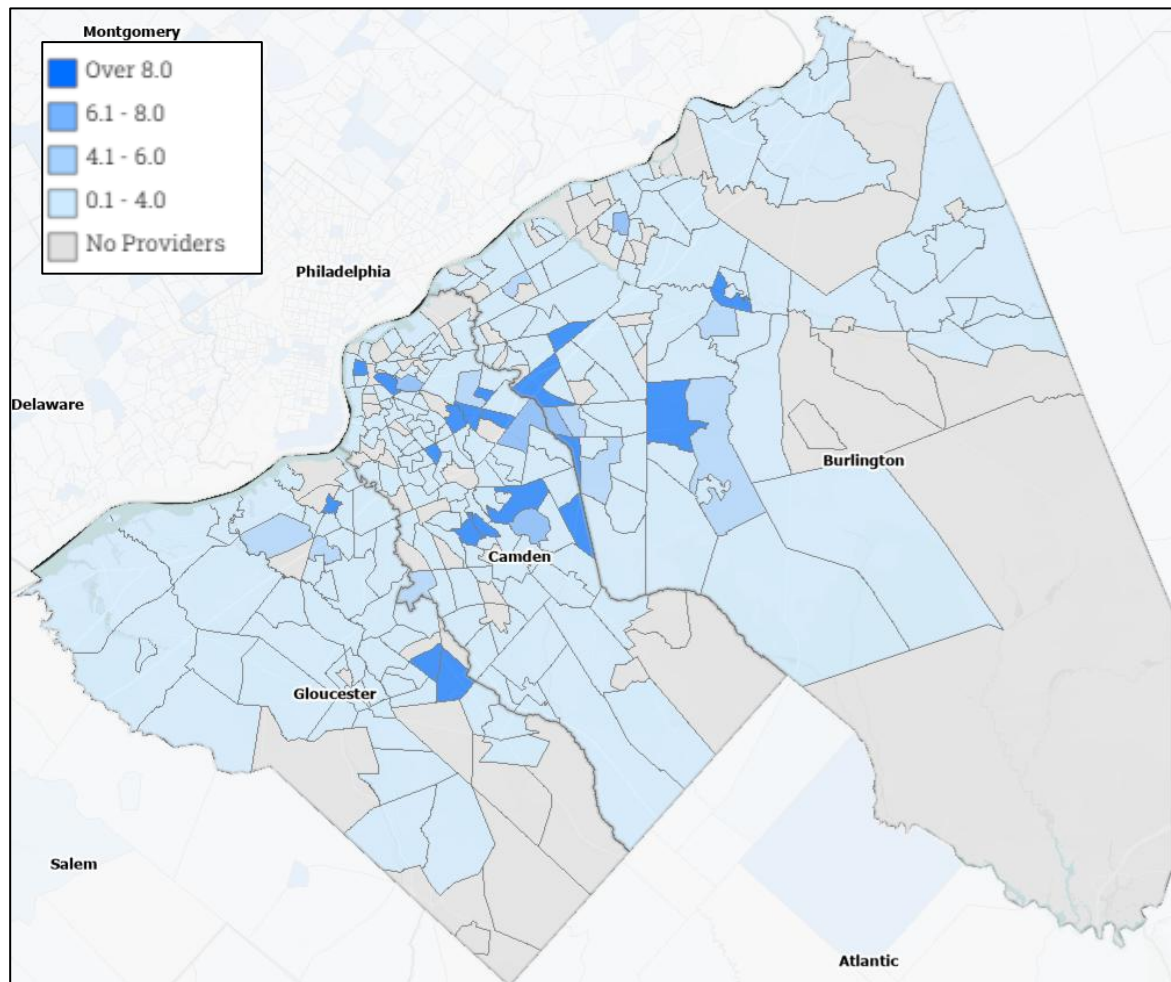 Montgomery
Over 8.0
6.1 - 8.0
4.1 - 6.0
0.1 - 4.0
No Providers
Philadelphia
Delaware
Burlington
Camden
Gloucester
Salem
Atlantic